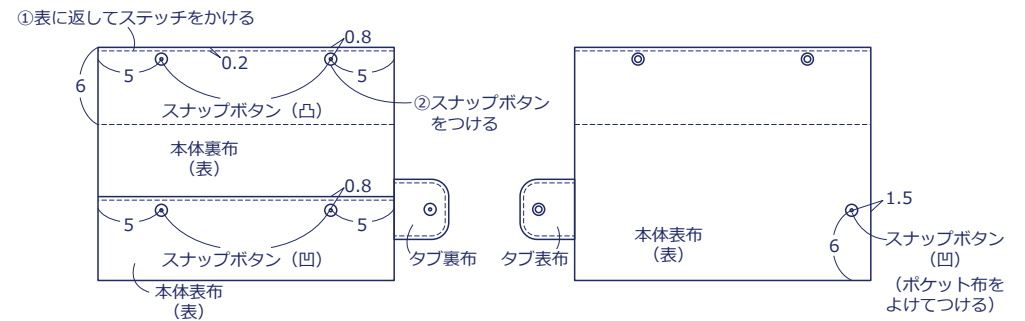 ①表に返してステッチをかける
0.8
0.2
5
5
6
スナップボタン（凸）
②スナップボタン
をつける
本体裏布
（表）
0.8
5
5
スナップボタン（凹）
タブ裏布
本体表布
（表）
タブ表布
本体表布
（表）
1.5
6
スナップボタン
（凹）
（ポケット布を
よけてつける）